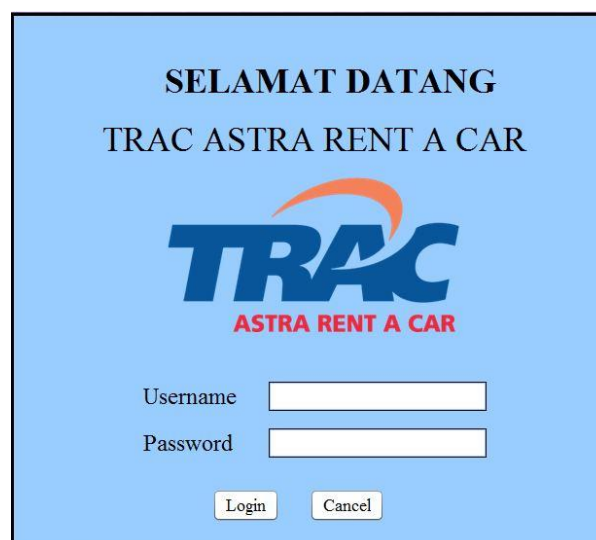 SELAMAT DATANG
TRAC ASTRA RENT A CAR
TRAC
ASTRA RENT A CAR
Username
Password
Login Cancel